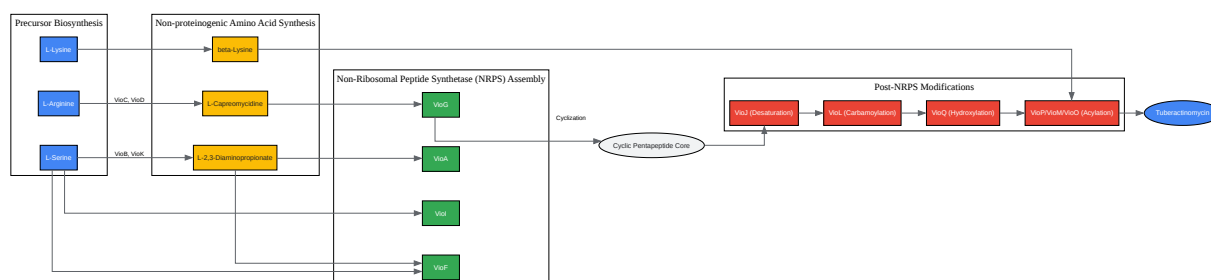 Precursor Biosynthesis
L-Lysine
L-Arginine
L-Serine
VioC, VioD
VioB, VioK
Non-proteinogenic Amino Acid Synthesis
beta-Lysine
L-Capreomycidine
L-2,3-Diaminopropionate
Non-Ribosomal Peptide Synthetase (NRPS) Assembly
VioG
VioA
VioI
VioF
Cyclization
Cyclic Pentapeptide Core
Post-NRPS Modifications
VioJ (Desaturation)
VioL (Carbamoylation)
VioQ (Hydroxylation)
VioP/VioM/VioO (Acylation)
Tuberactinomycin